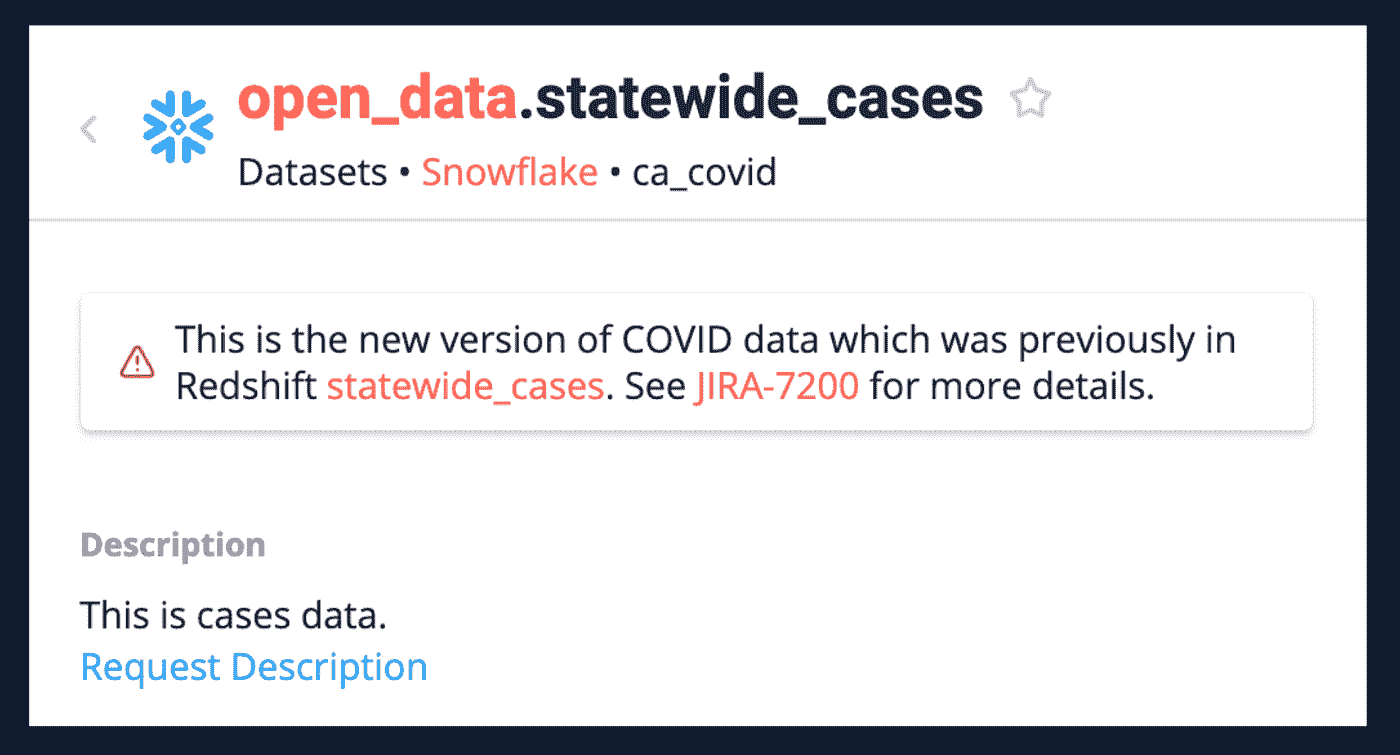 open_data.statewide_cases
Datasets • Snowflake • ca_covid
This is the new version of COVID data which was previously in
Redshift statewide_cases. See JIRA-7200 for more details.
Description
This is cases data.
Request Description